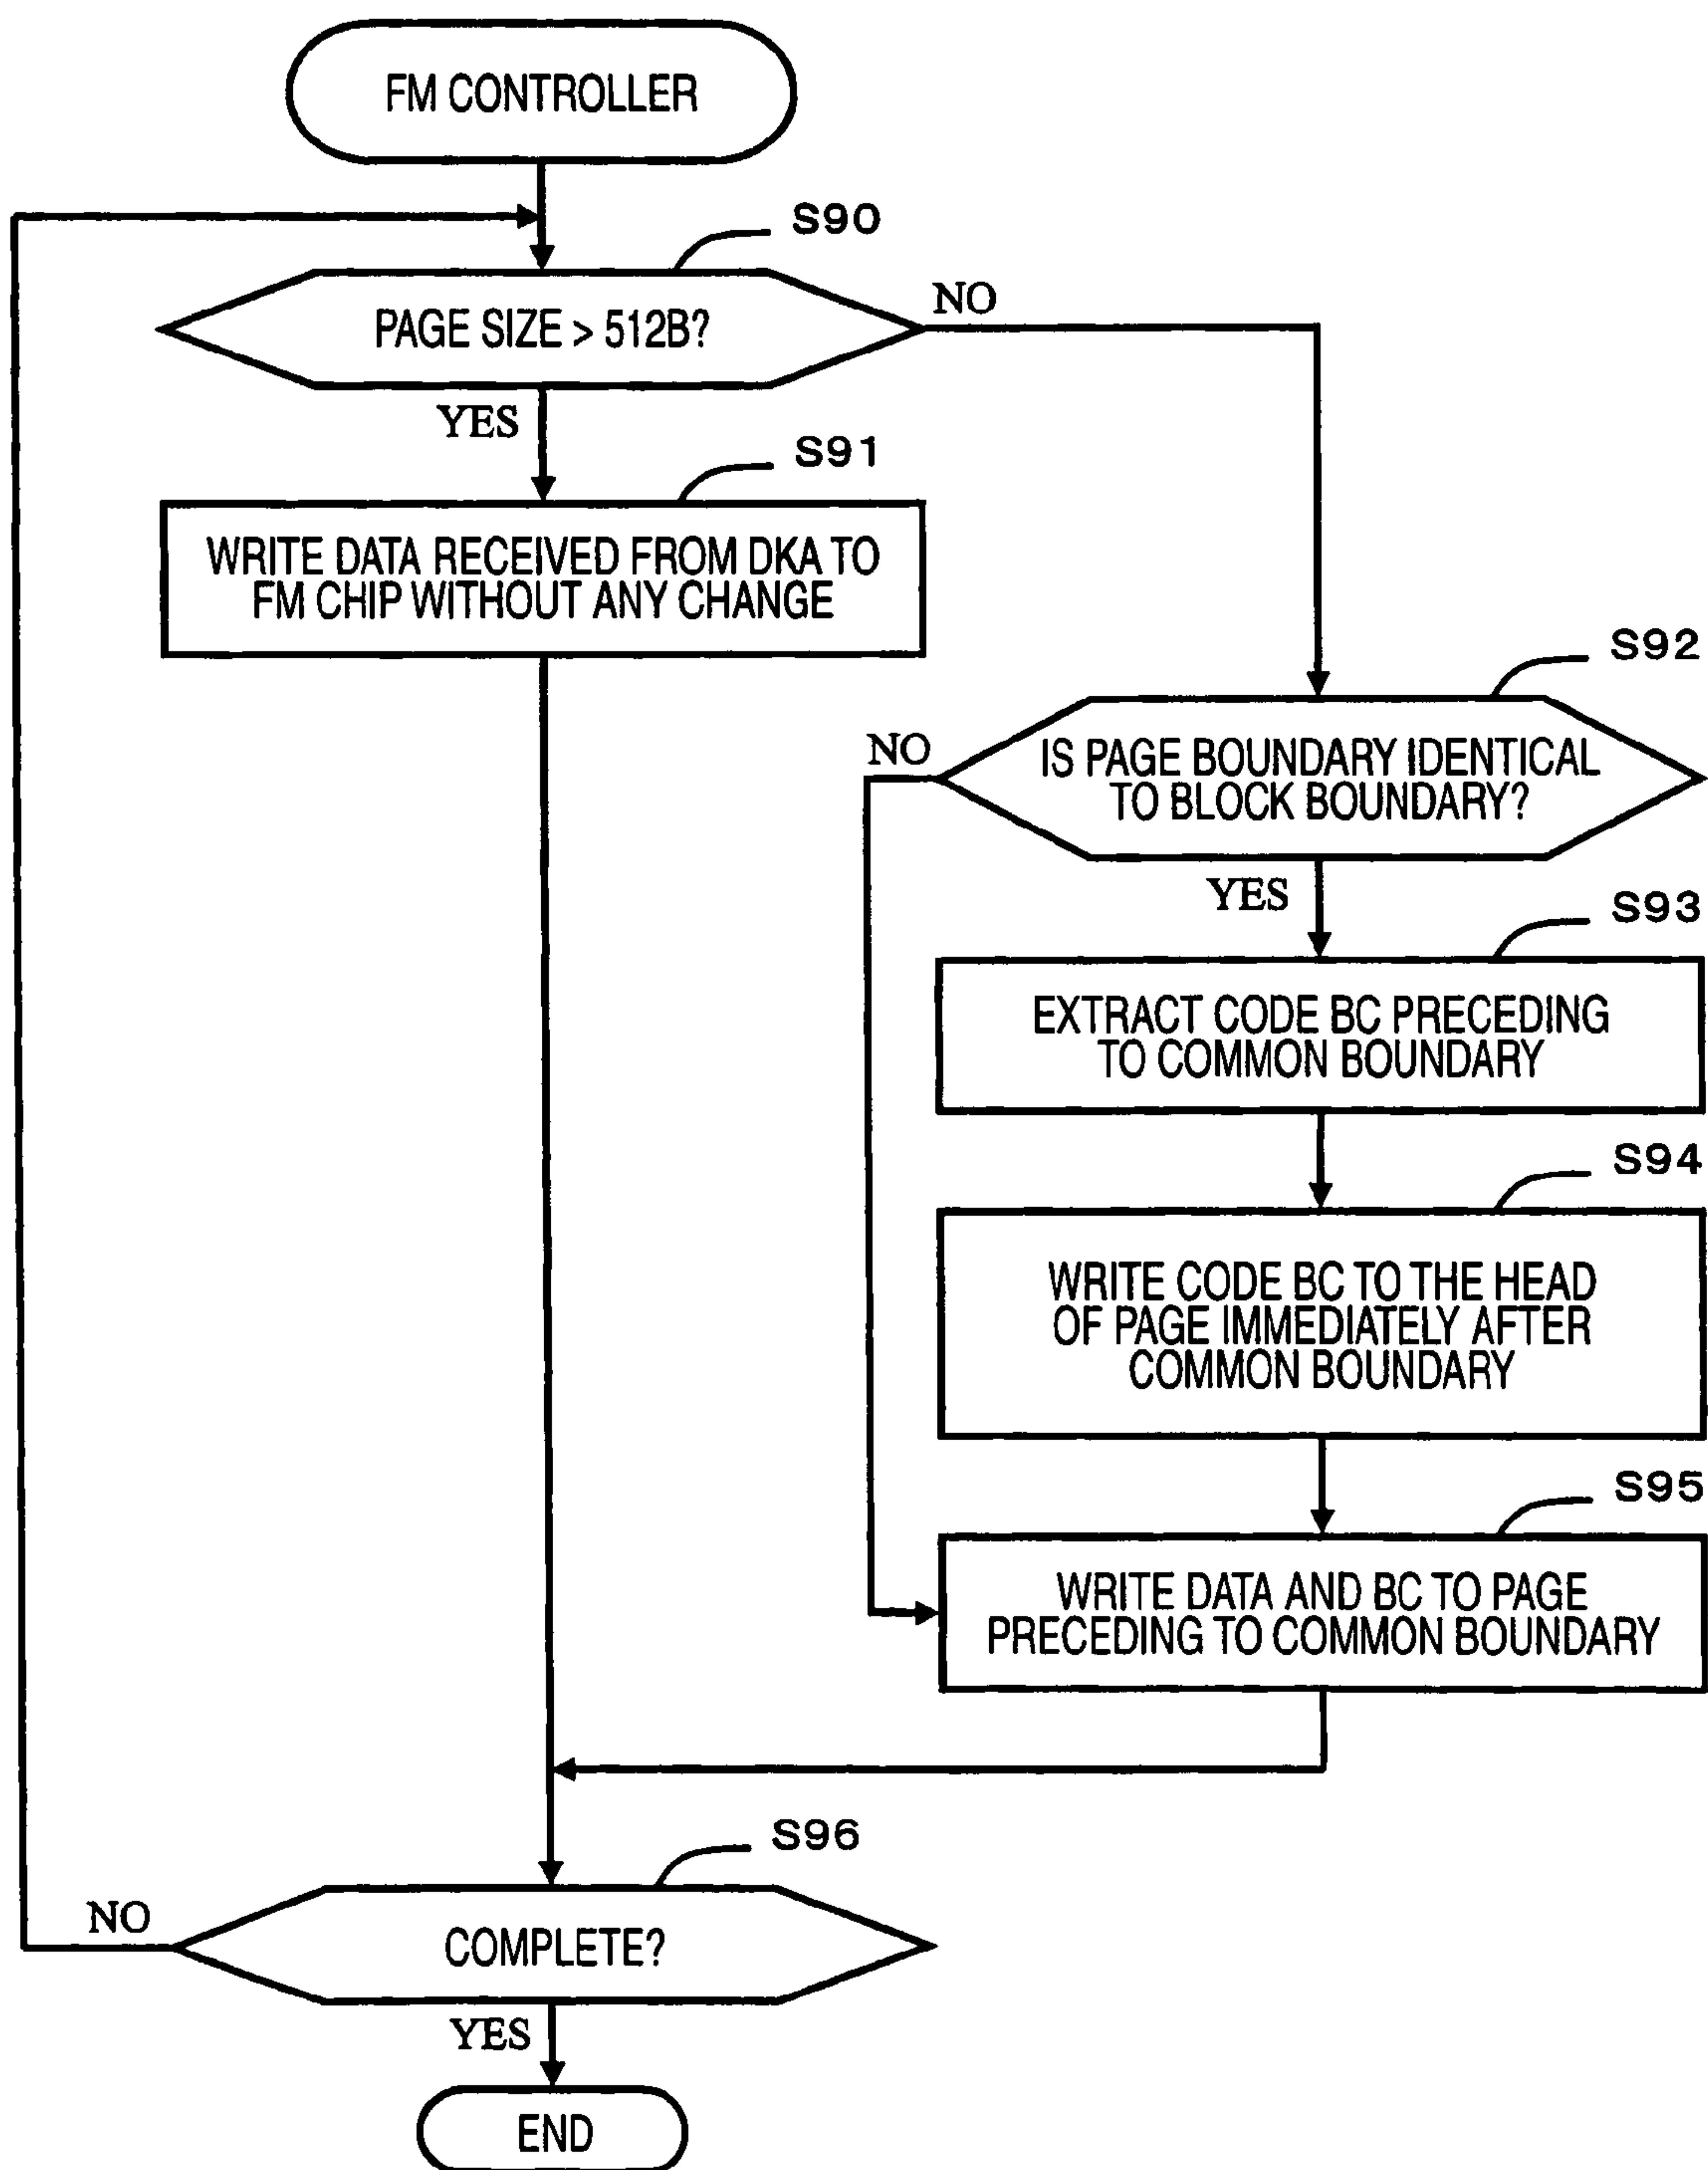 FM CONTROLLER
S90
PAGE SIZE > 512B?
NO
YES
S91
WRITE DATA RECEIVED FROM DKA TO
FM CHIP WITHOUT ANY CHANGE
S92
NO
IS PAGE BOUNDARY IDENTICAL
TO BLOCK BOUNDARY?
YES
S93
EXTRACT CODE BC PRECEDING
TO COMMON BOUNDARY
S94
WRITE CODE BC TO THE HEAD
OF PAGE IMMEDIATELY AFTER
COMMON BOUNDARY
S95
WRITE DATA AND BC TO PAGE
PRECEDING TO COMMON BOUNDARY
S96
NO
COMPLETE?
YES
END